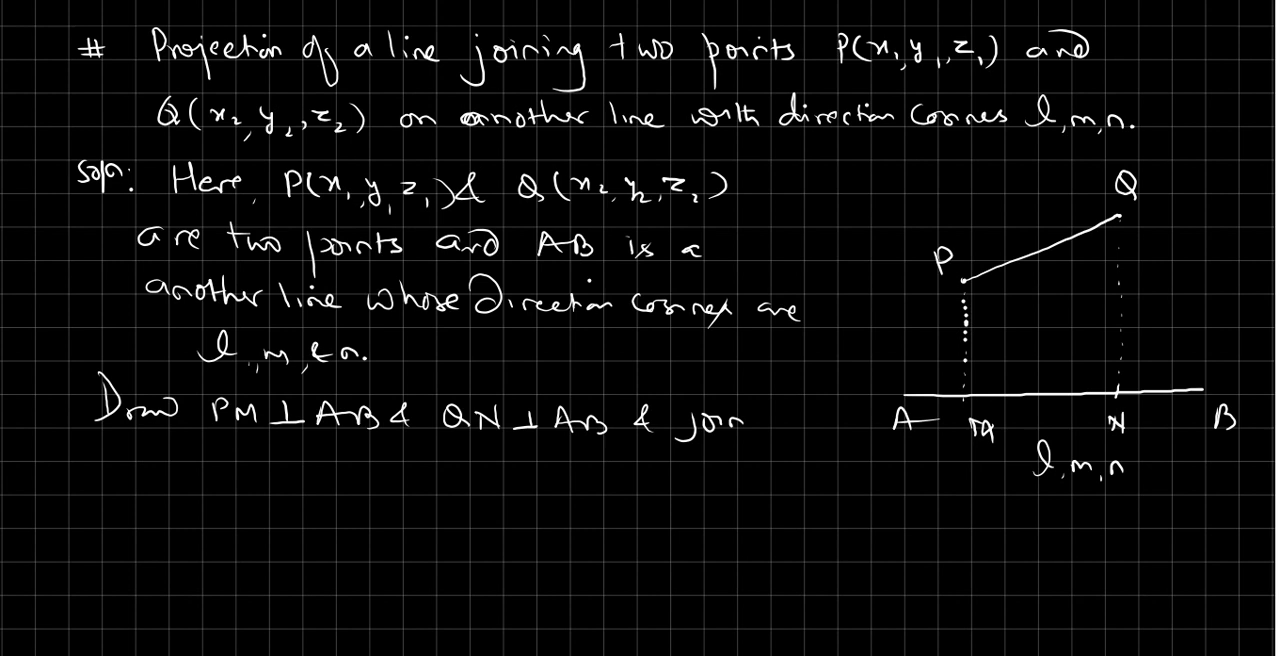 # Projection of a line joining two points P(x₁, y₁, z₁) and
Q(x₂, y₂, z₂) on another line with direction cosines l, m, n.
Solⁿ: Here, P(x₁, y₁, z₁) & Q(x₂, y₂, z₂)
are two points and AB is a
another line whose Direction cosines are
l, m, & n.
Draw PM ⊥ AB & QN ⊥ AB & join
Q
P
A M N B
l, m, n